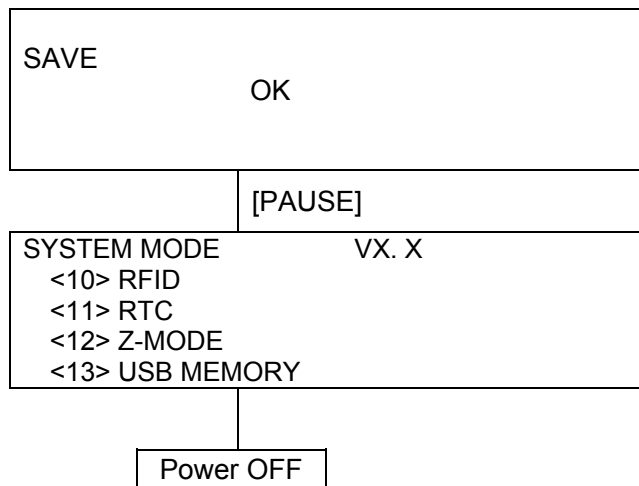 SAVE
OK
[PAUSE]
SYSTEM MODE VX. X
<10> RFID
<11> RTC
<12> Z-MODE
<13> USB MEMORY
Power OFF